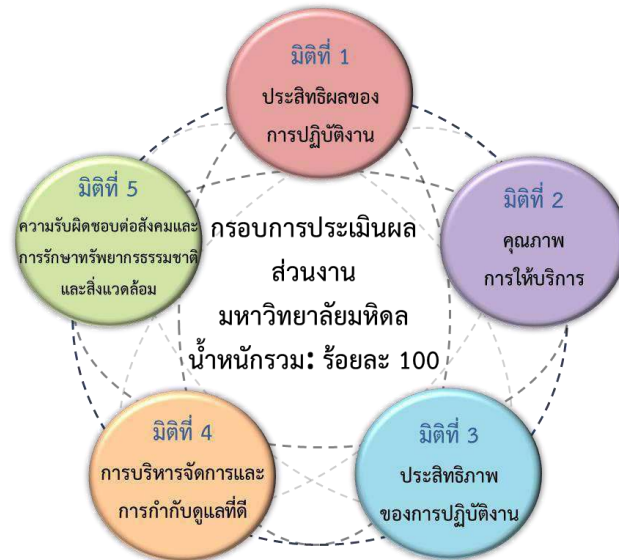 มิติที่ 1
ประสิทธิผลของ
การปฏิบัติงาน
มิติที่ 2
คุณภาพ
การให้บริการ
มิติที่ 3
ประสิทธิภาพ
ของการปฏิบัติงาน
มิติที่ 4
การบริหารจัดการและ
การกำกับดูแลที่ดี
มิติที่ 5
ความรับผิดชอบต่อสังคมและ
การรักษาทรัพยากรธรรมชาติ
และสิ่งแวดล้อม
กรอบการประเมินผล
ส่วนงาน
มหาวิทยาลัยมหิดล
น้ำหนักรวม: ร้อยละ 100